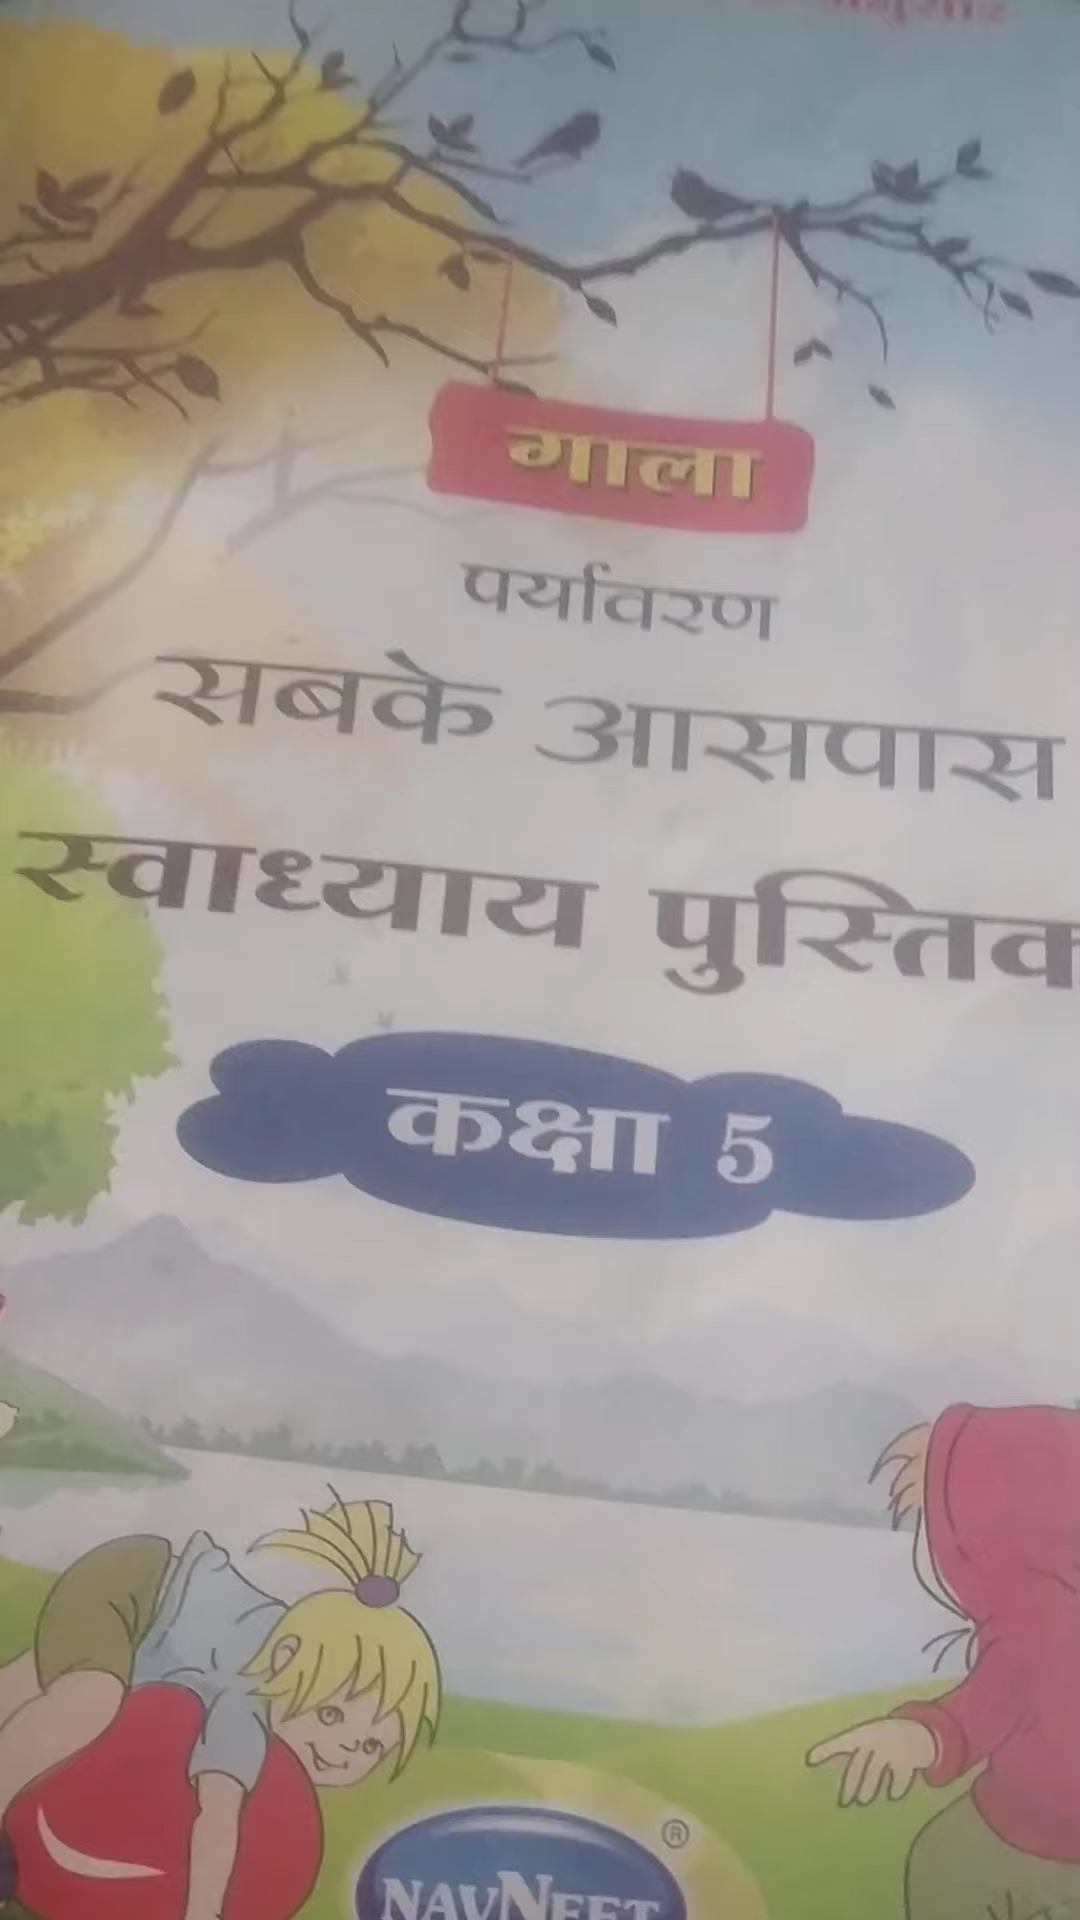 गाला
पर्यावरण
सबके आसपास
स्वाध्याय
कक्षा 5
NAVNEET
®